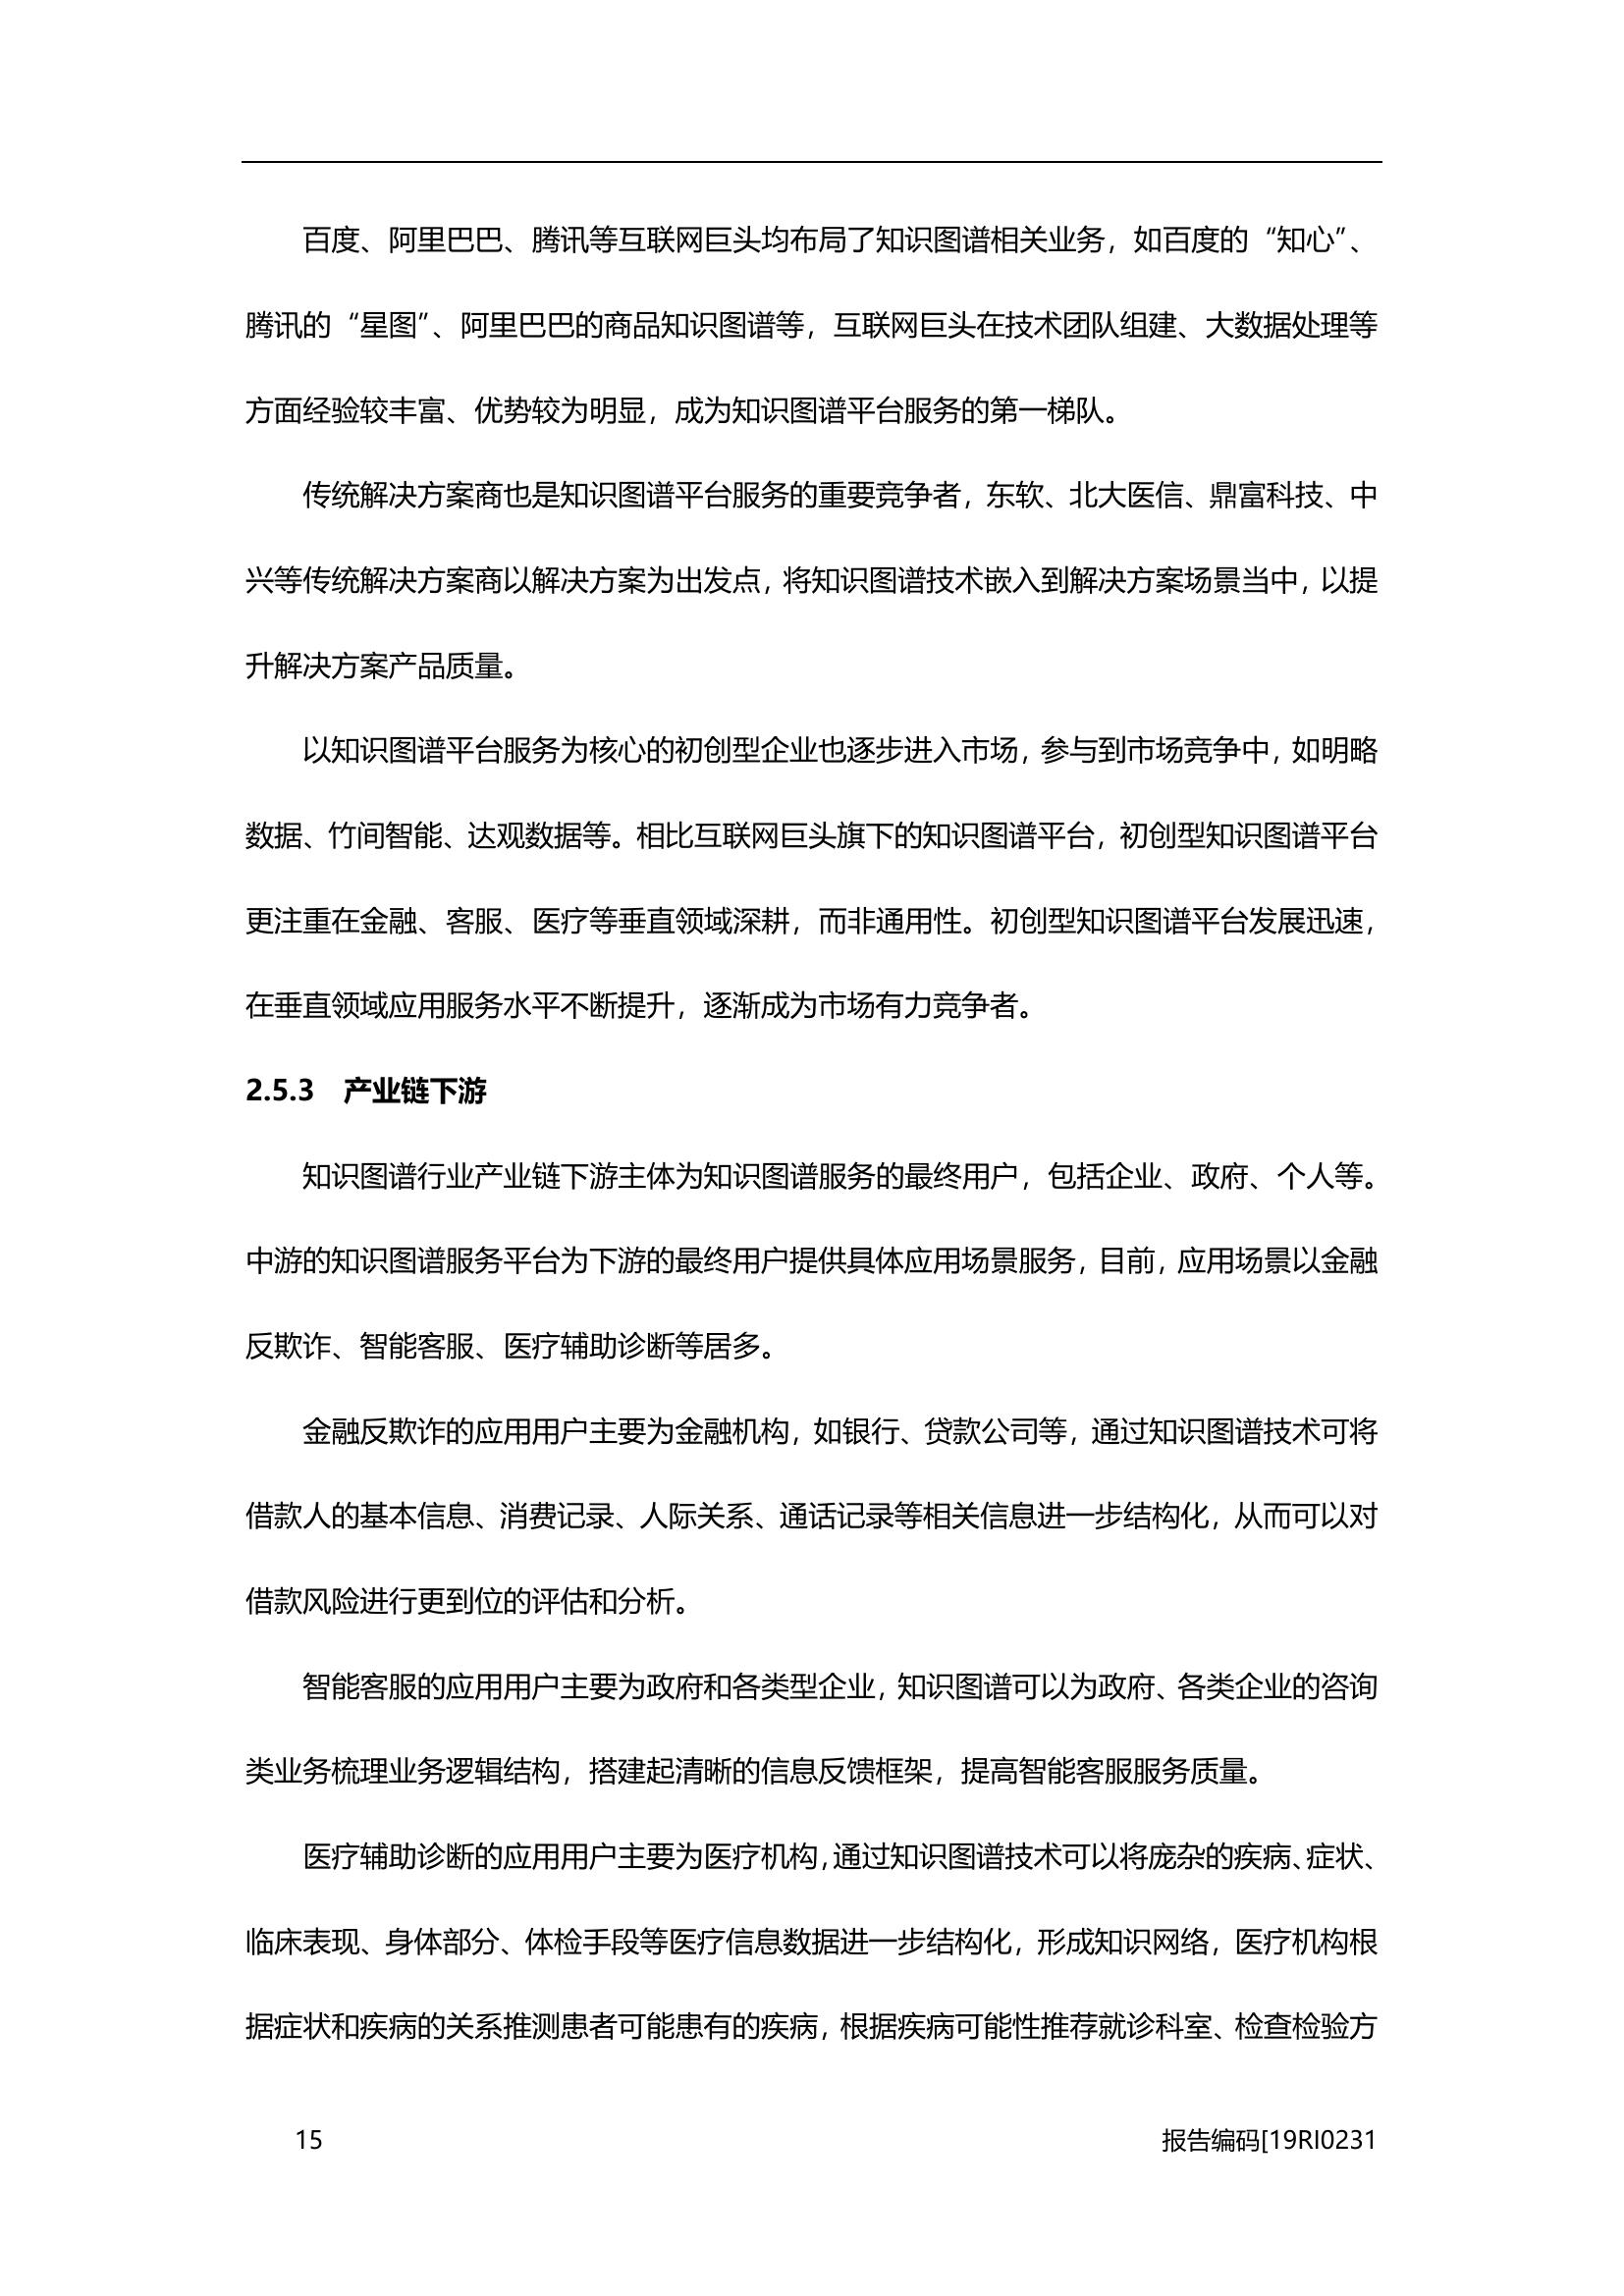 百度、阿里巴巴、腾讯等互联网巨头均布局了知识图谱相关业务，如百度的“知心”、
腾讯的“星图”、阿里巴巴的商品知识图谱等，互联网巨头在技术团队组建、大数据处理等
方面经验较丰富、优势较为明显，成为知识图谱平台服务的第一梯队。
传统解决方案商也是知识图谱平台服务的重要竞争者，东软、北大医信、鼎富科技、中
兴等传统解决方案商以解决方案为出发点，将知识图谱技术嵌入到解决方案场景当中，以提
升解决方案产品质量。
以知识图谱平台服务为核心的初创型企业也逐步进入市场，参与到市场竞争中，如明略
数据、竹间智能、达观数据等。相比互联网巨头旗下的知识图谱平台，初创型知识图谱平台
更注重在金融、客服、医疗等垂直领域深耕，而非通用性。初创型知识图谱平台发展迅速，
在垂直领域应用服务水平不断提升，逐渐成为市场有力竞争者。
2.5.3 产业链下游
知识图谱行业产业链下游主体为知识图谱服务的最终用户，包括企业、政府、个人等。
中游的知识图谱服务平台为下游的最终用户提供具体应用场景服务，目前，应用场景以金融
反欺诈、智能客服、医疗辅助诊断等居多。
金融反欺诈的应用用户主要为金融机构，如银行、贷款公司等，通过知识图谱技术可将
借款人的基本信息、消费记录、人际关系、通话记录等相关信息进一步结构化，从而可以对
借款风险进行更到位的评估和分析。
智能客服的应用用户主要为政府和各类型企业，知识图谱可以为政府、各类企业的咨询
类业务梳理业务逻辑结构，搭建起清晰的信息反馈框架，提高智能客服服务质量。
医疗辅助诊断的应用用户主要为医疗机构，通过知识图谱技术可以将庞杂的疾病、症状、
临床表现、身体部分、体检手段等医疗信息数据进一步结构化，形成知识网络，医疗机构根
据症状和疾病的关系推测患者可能患有的疾病，根据疾病可能性推荐就诊科室、检查检验方
15 报告编码[19RI0231